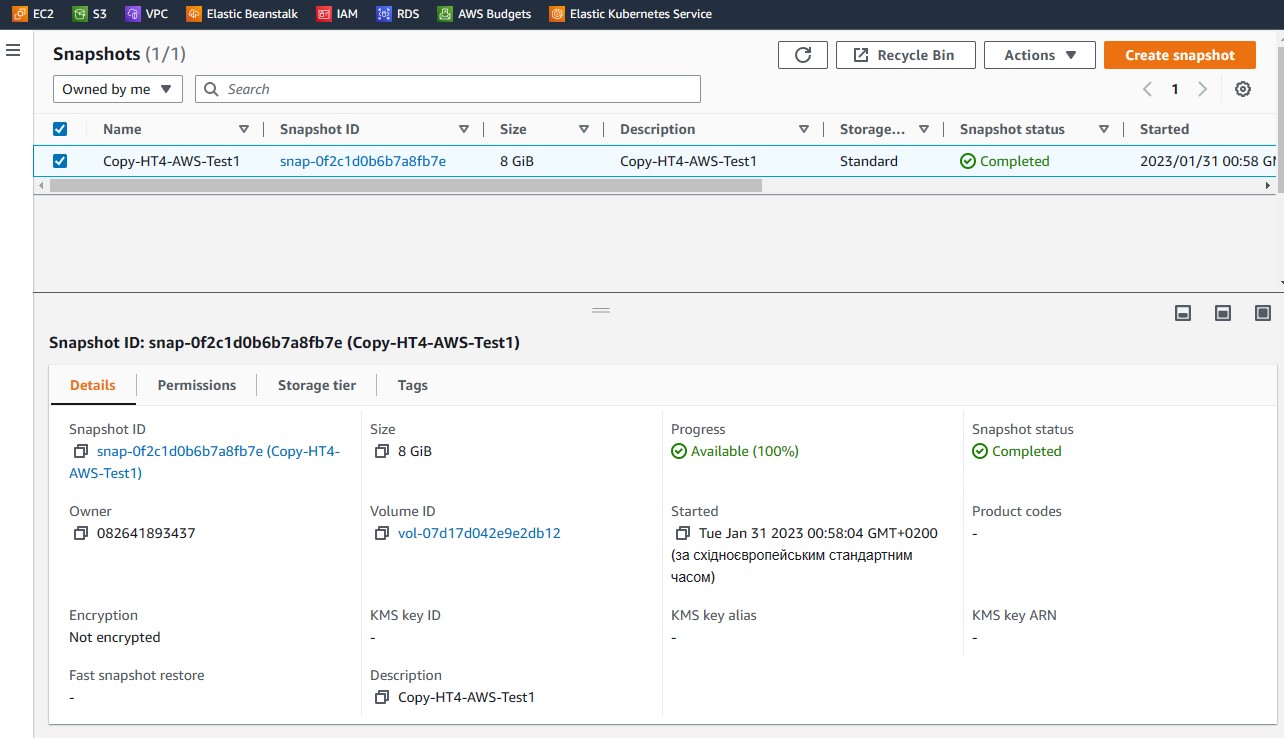 EC2 S3 VPC Elastic Beanstalk IAM RDS AWS Budgets Elastic Kubernetes Service
Snapshots (1/1)
Recycle Bin
Actions
Create snapshot
Owned by me
Search
1
Name Snapshot ID Size Description Storage... Snapshot status Started
Copy-HT4-AWS-Test1 snap-0f2c1d0b6b7a8fb7e 8 GiB Copy-HT4-AWS-Test1 Standard Completed 2023/01/31 00:58 GM
Snapshot ID: snap-0f2c1d0b6b7a8fb7e (Copy-HT4-AWS-Test1)
Details Permissions Storage tier Tags
Snapshot ID
snap-0f2c1d0b6b7a8fb7e (Copy-HT4-
AWS-Test1)
Size
8 GiB
Progress
Available (100%)
Snapshot status
Completed
Owner
082641893437
Volume ID
vol-07d17d042e9e2db12
Started
Tue Jan 31 2023 00:58:04 GMT+0200
(за східноєвропейським стандартним
часом)
Product codes
-
Encryption
Not encrypted
KMS key ID
-
KMS key alias
-
KMS key ARN
-
Fast snapshot restore
-
Description
Copy-HT4-AWS-Test1